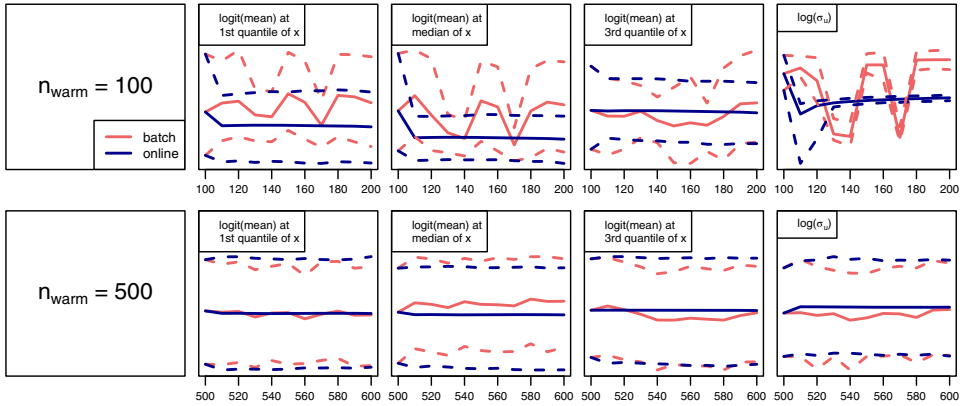 n_warm = 100
batch
online
logit(mean) at
1st quantile of x
logit(mean) at
median of x
logit(mean) at
3rd quantile of x
log(σ_u)
100 120 140 160 180 200
100 120 140 160 180 200
100 120 140 160 180 200
100 120 140 160 180 200
n_warm = 500
logit(mean) at
1st quantile of x
logit(mean) at
median of x
logit(mean) at
3rd quantile of x
log(σ_u)
500 520 540 560 580 600
500 520 540 560 580 600
500 520 540 560 580 600
500 520 540 560 580 600